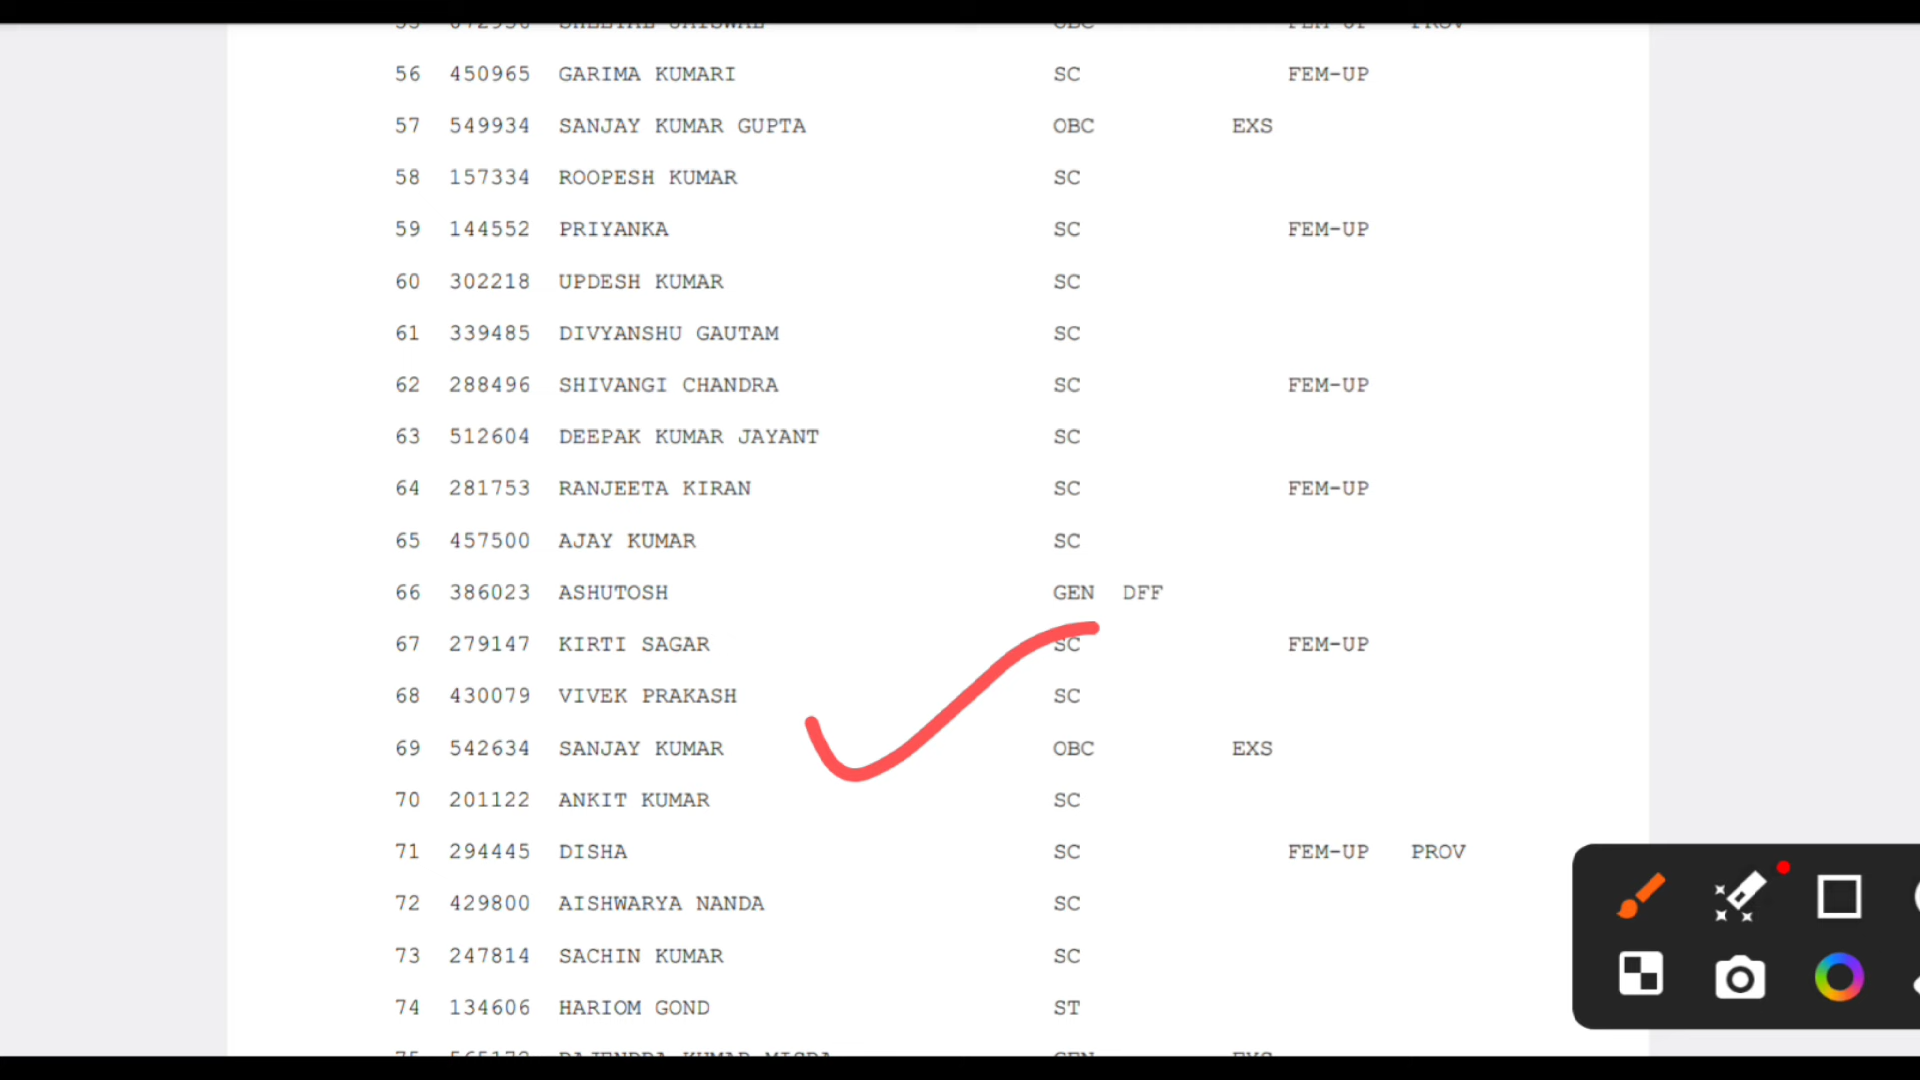 56 450965 GARIMA KUMARI SC FEM-UP
57 549934 SANJAY KUMAR GUPTA OBC EXS
58 157334 ROOPESH KUMAR SC
59 144552 PRIYANKA SC FEM-UP
60 302218 UPDESH KUMAR SC
61 339485 DIVYANSHU GAUTAM SC
62 288496 SHIVANGI CHANDRA SC FEM-UP
63 512604 DEEPAK KUMAR JAYANT SC
64 281753 RANJEETA KIRAN SC FEM-UP
65 457500 AJAY KUMAR SC
66 386023 ASHUTOSH GEN DFF
67 279147 KIRTI SAGAR SC FEM-UP
68 430079 VIVEK PRAKASH SC
69 542634 SANJAY KUMAR OBC EXS
70 201122 ANKIT KUMAR SC
71 294445 DISHA SC FEM-UP PROV
72 429800 AISHWARYA NANDA SC
73 247814 SACHIN KUMAR SC
74 134606 HARIOM GOND ST